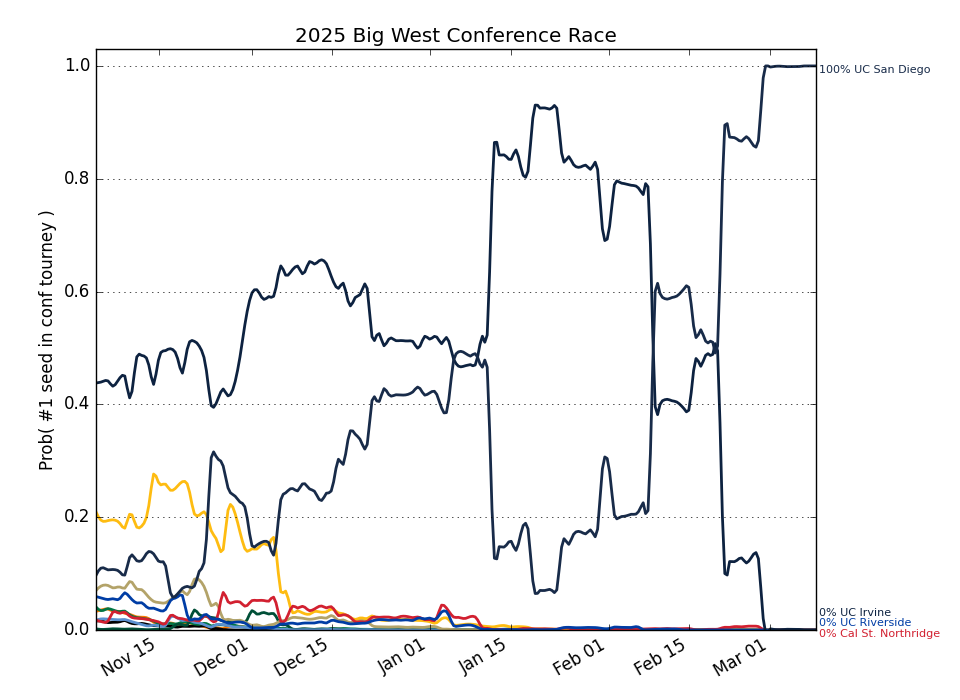 2025 Big West Conference Race
1.0
0.8
0.6
0.4
0.2
0.0
Prob( #1 seed in conf tourney )
100% UC San Diego
0% UC Irvine
0% UC Riverside
0% Cal St. Northridge
Nov 15
Dec 01
Dec 15
Jan 01
Jan 15
Feb 01
Feb 15
Mar 01